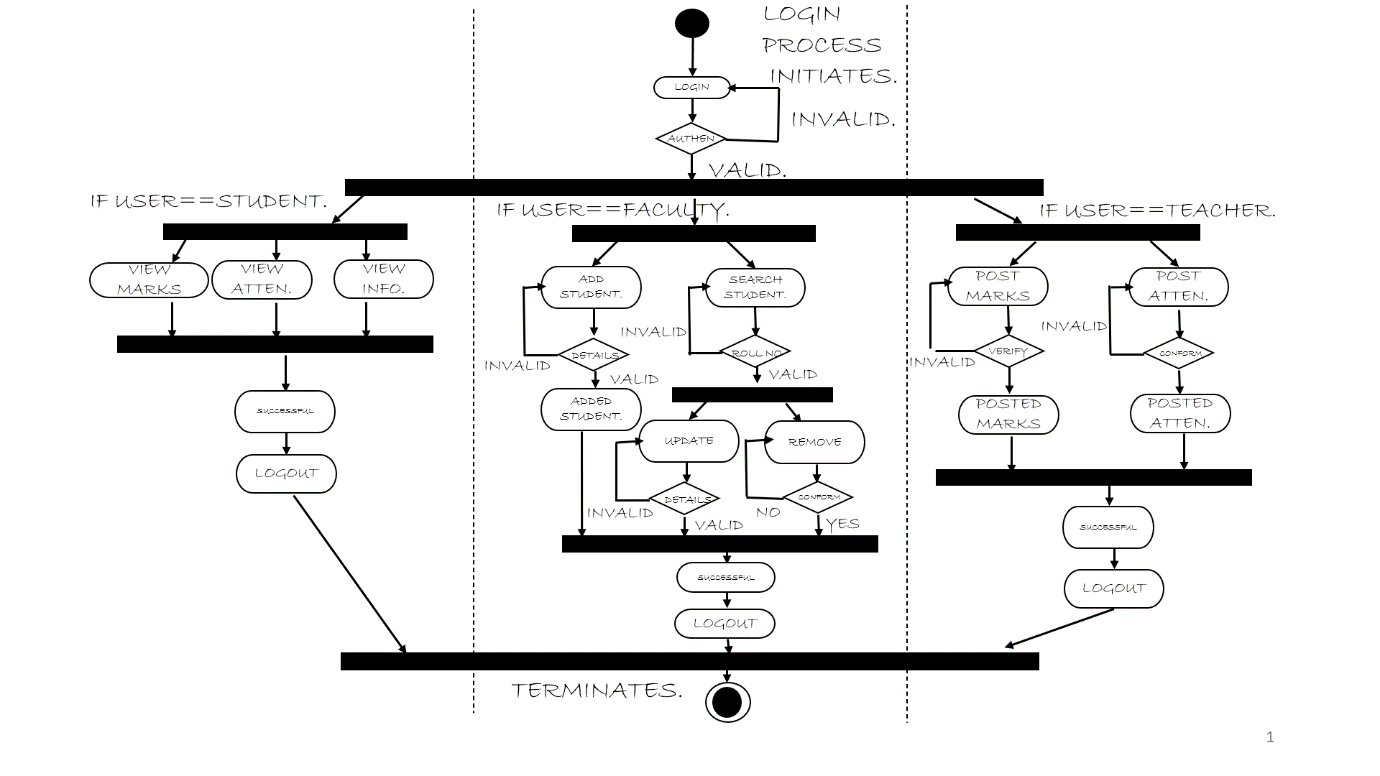 LOGIN
PROCESS
INITIATES.
LOGIN
INVALID.
AUTHEN
VALID.
IF USER==STUDENT.
IF USER==FACULTY.
IF USER==TEACHER.
VIEW
MARKS
VIEW
ATTEN.
VIEW
INFO.
SUCCESSFUL
LOGOUT
ADD
STUDENT.
SEARCH
STUDENT.
INVALID
DETAILS
INVALID
ROLL NO
VALID
VALID
ADDED
STUDENT.
UPDATE
REMOVE
DETAILS
CONFORM
INVALID
VALID
NO
YES
SUCCESSFUL
LOGOUT
POST
MARKS
POST
ATTEN.
INVALID
VERIFY
CONFORM
INVALID
POSTED
MARKS
POSTED
ATTEN.
SUCCESSFUL
LOGOUT
TERMINATES.
1